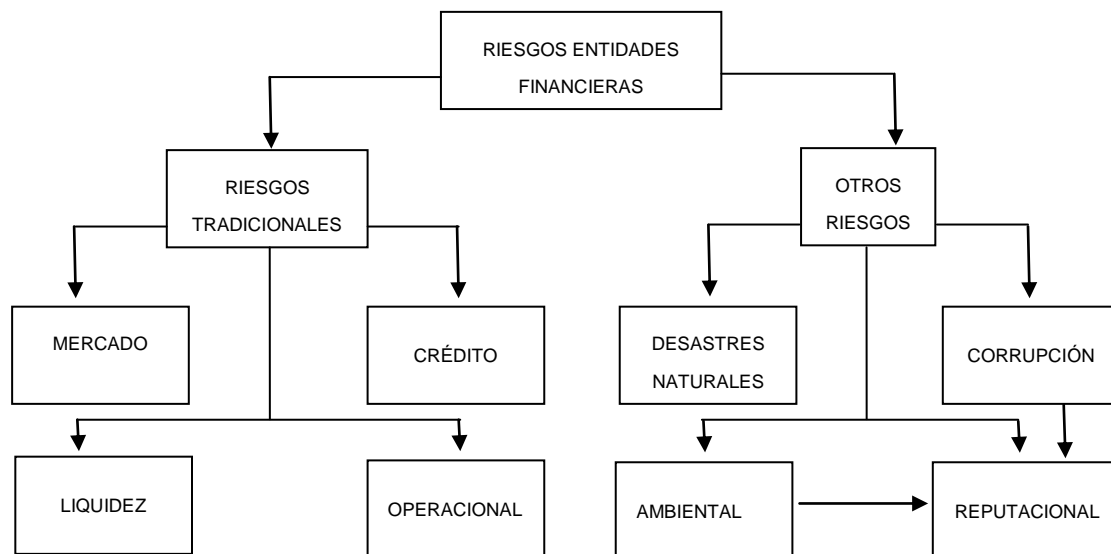 RIESGOS ENTIDADES
FINANCIERAS
RIESGOS
TRADICIONALES
OTROS
RIESGOS
MERCADO
CRÉDITO
DESASTRES
NATURALES
CORRUPCIÓN
LIQUIDEZ
OPERACIONAL
AMBIENTAL
REPUTACIONAL